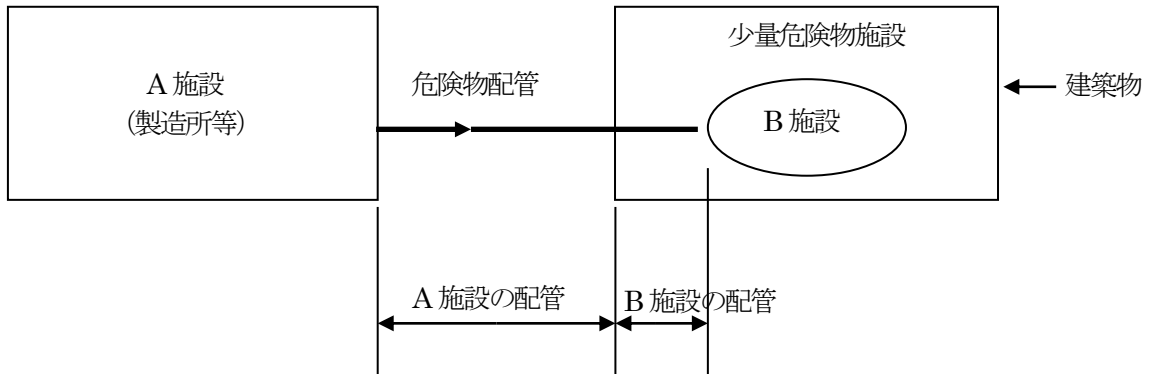 少量危険物施設
A 施設
(製造所等)
危険物配管
建築物
B 施設
A 施設の配管
B 施設の配管